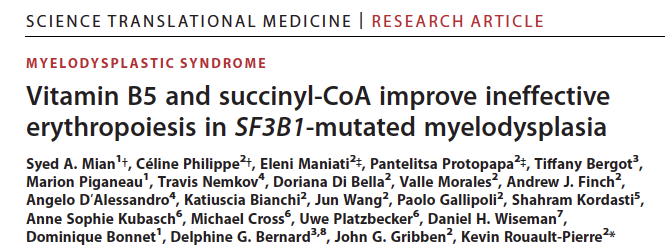 SCIENCE TRANSLATIONAL MEDICINE | RESEARCH ARTICLE
MYELODYSPLASTIC SYNDROME
Vitamin B5 and succinyl-CoA improve ineffective
erythropoiesis in SF3B1-mutated myelodysplasia
Syed A. Mian¹†, Céline Philippe²†, Eleni Maniati²‡, Pantelitsa Protopapa²‡, Tiffany Bergot³,
Marion Piganeau¹, Travis Nemkov⁴, Doriana Di Bella², Valle Morales², Andrew J. Finch²,
Angelo D'Alessandro⁴, Katiuscia Bianchi², Jun Wang², Paolo Gallipoli², Shahram Kordasti⁵,
Anne Sophie Kubasch⁶, Michael Cross⁶, Uwe Platzbecker⁶, Daniel H. Wiseman⁷,
Dominique Bonnet¹, Delphine G. Bernard³,⁸, John G. Gribben², Kevin Rouault-Pierre²*